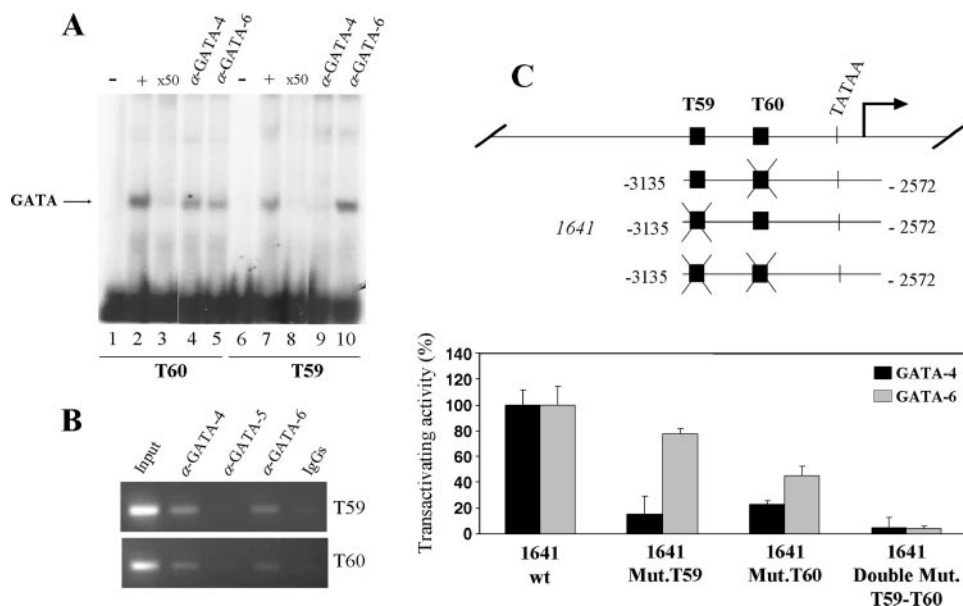 A
- + x50 α-GATA-4 α-GATA-6 - + x50 α-GATA-4 α-GATA-6
GATA
1 2 3 4 5 6 7 8 9 10
T60 T59
B
Input α-GATA-4 α-GATA-5 α-GATA-6 IgGs
T59
T60
C
T59 T60 TATAA
-3135 - 2572
1641 -3135 - 2572
-3135 - 2572
Transactivating activity (%)
140
120
100
80
60
40
20
0
GATA-4
GATA-6
1641 1641 1641 1641
wt Mut.T59 Mut.T60 Double Mut.
T59-T60